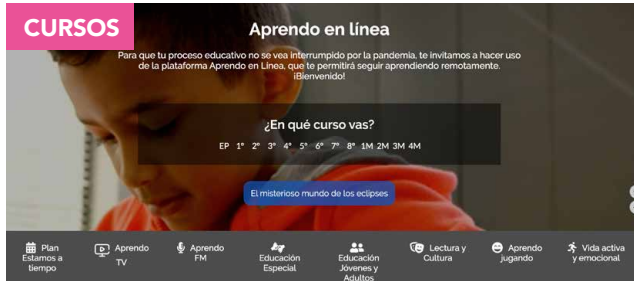 CURSOS
Aprendo en línea
Para que tu proceso educativo no se vea interrumpido por la pandemia, te invitamos a hacer uso
de la plataforma Aprendo en Línea, que te permitirá seguir aprendiendo remotamente.
¡Bienvenido!
¿En qué curso vas?
EP 1° 2° 3° 4° 5° 6° 7° 8° 1M 2M 3M 4M
El misterioso mundo de los eclipses
Plan
Estamos a
tiempo
Aprendo
TV
Aprendo
FM
Educación
Especial
Educación
Jóvenes y
Adultos
Lectura y
Cultura
Aprendo
jugando
Vida activa
y emocional